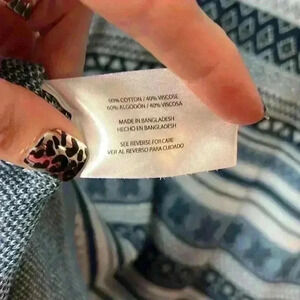 60% COTTON / 40% VISCOSE
60% ALGODÓN / 40% VISCOSA
MADE IN BANGLADESH
HECHO EN BANGLADESH
SEE REVERSE FOR CARE
VER AL REVERSO PARA CUIDADO